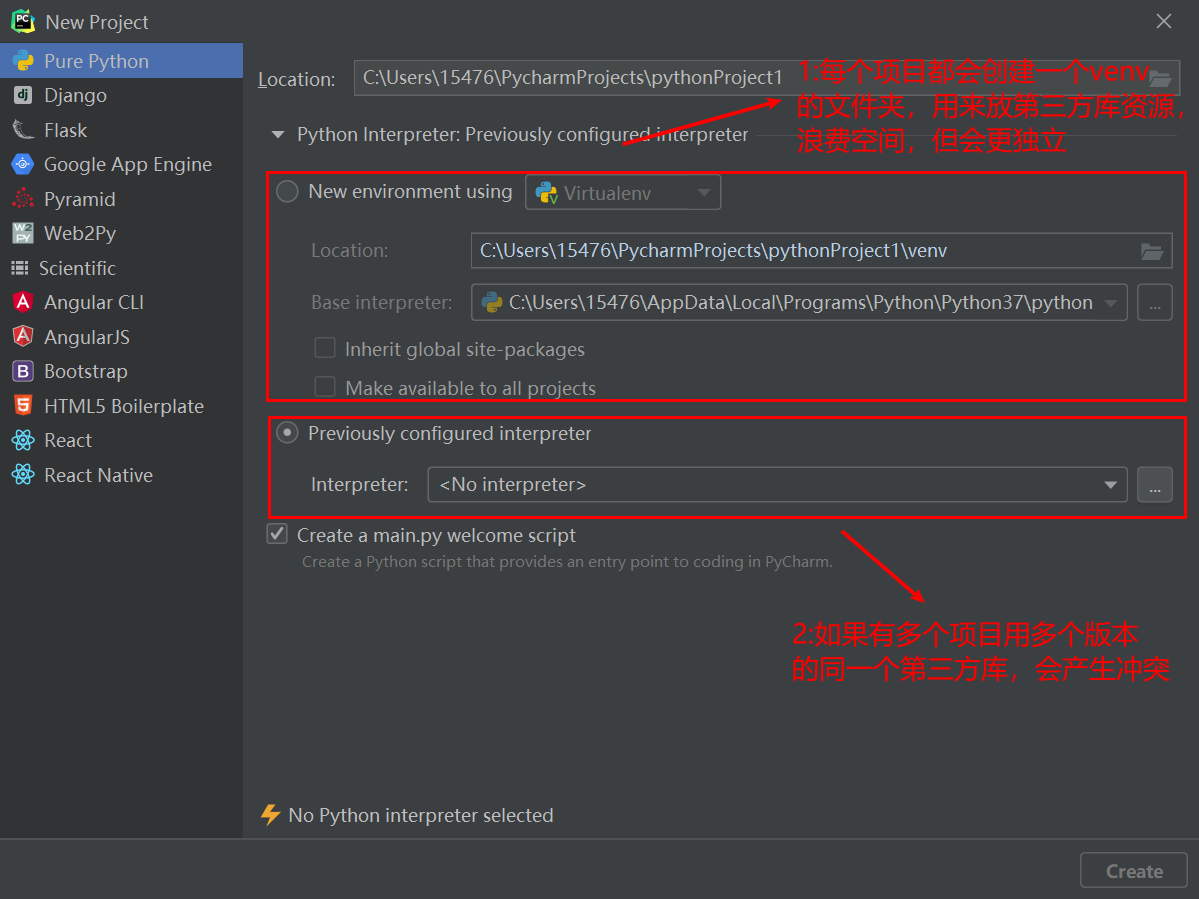 New Project
Pure Python
Django
Flask
Google App Engine
Pyramid
Web2Py
Scientific
Angular CLI
AngularJS
Bootstrap
HTML5 Boilerplate
React
React Native
Location: C:\Users\15476\PycharmProjects\pythonProject1
1:每个项目都会创建一个venv
的文件夹，用来放第三方库资源，
浪费空间，但会更独立
Python Interpreter: Previously configured interpreter
New environment using Virtualenv
Location: C:\Users\15476\PycharmProjects\pythonProject1\venv
Base interpreter: C:\Users\15476\AppData\Local\Programs\Python\Python37\python ...
Inherit global site-packages
Make available to all projects
Previously configured interpreter
Interpreter: <No interpreter> ...
Create a main.py welcome script
Create a Python script that provides an entry point to coding in PyCharm.
2:如果有多个项目用多个版本
的同一个第三方库，会产生冲突
No Python interpreter selected
Create